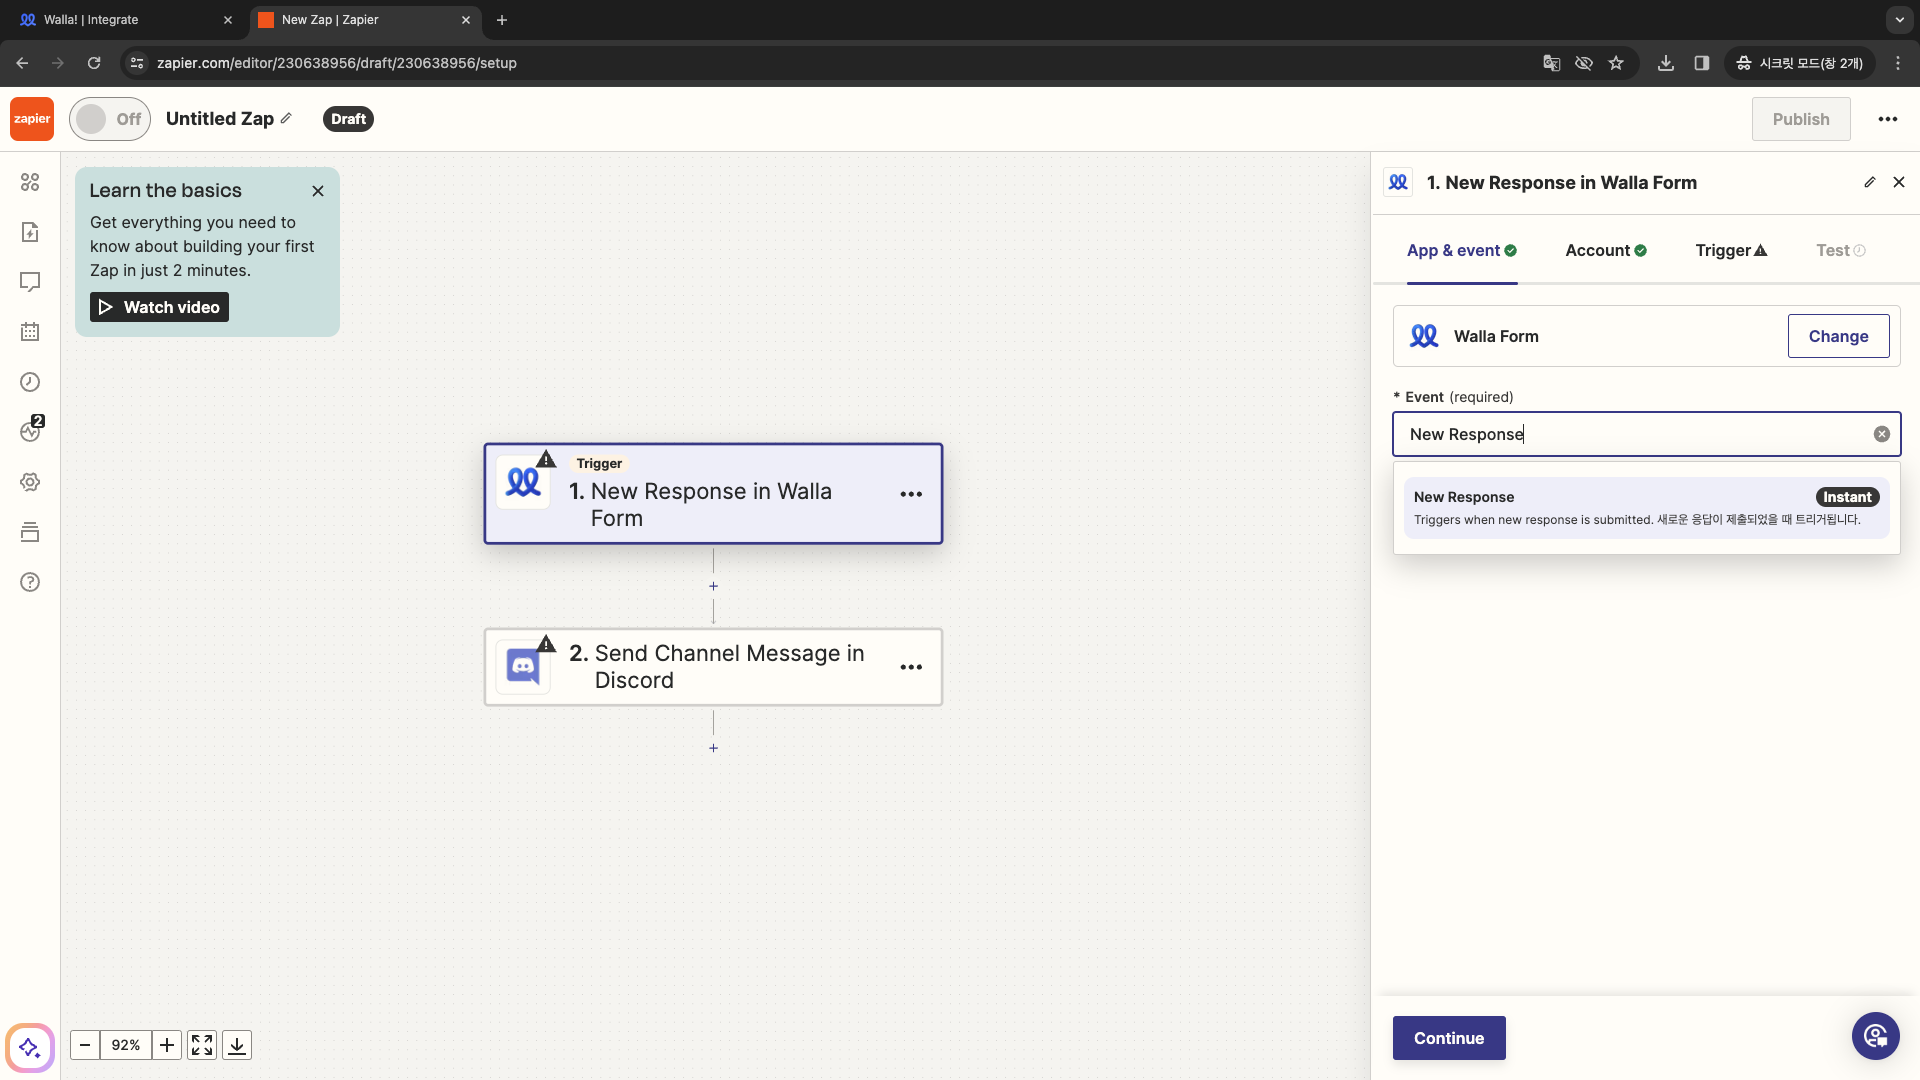 Walla! | Integrate
New Zap | Zapier
zapier.com/editor/230638956/draft/230638956/setup
시크릿 모드(창 2개)
zapier
Off
Untitled Zap
Draft
Publish
Learn the basics
Get everything you need to
know about building your first
Zap in just 2 minutes.
Watch video
2
Trigger
1. New Response in Walla
Form
2. Send Channel Message in
Discord
92%
1. New Response in Walla Form
App & event
Account
Trigger
Test
Walla Form
Change
* Event (required)
New Response
New Response
Instant
Triggers when new response is submitted. 새로운 응답이 제출되었을 때 트리거됩니다.
Continue